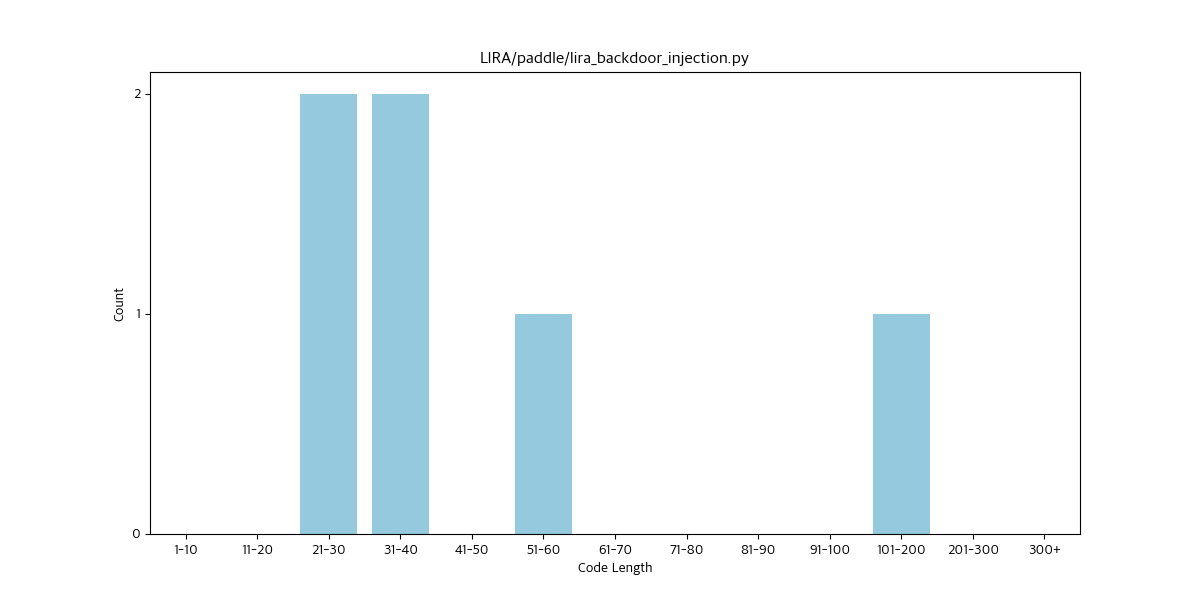 LIRA/paddle/lira_backdoor_injection.py
2
1
0
Count
1-10 11-20 21-30 31-40 41-50 51-60 61-70 71-80 81-90 91-100 101-200 201-300 300+
Code Length